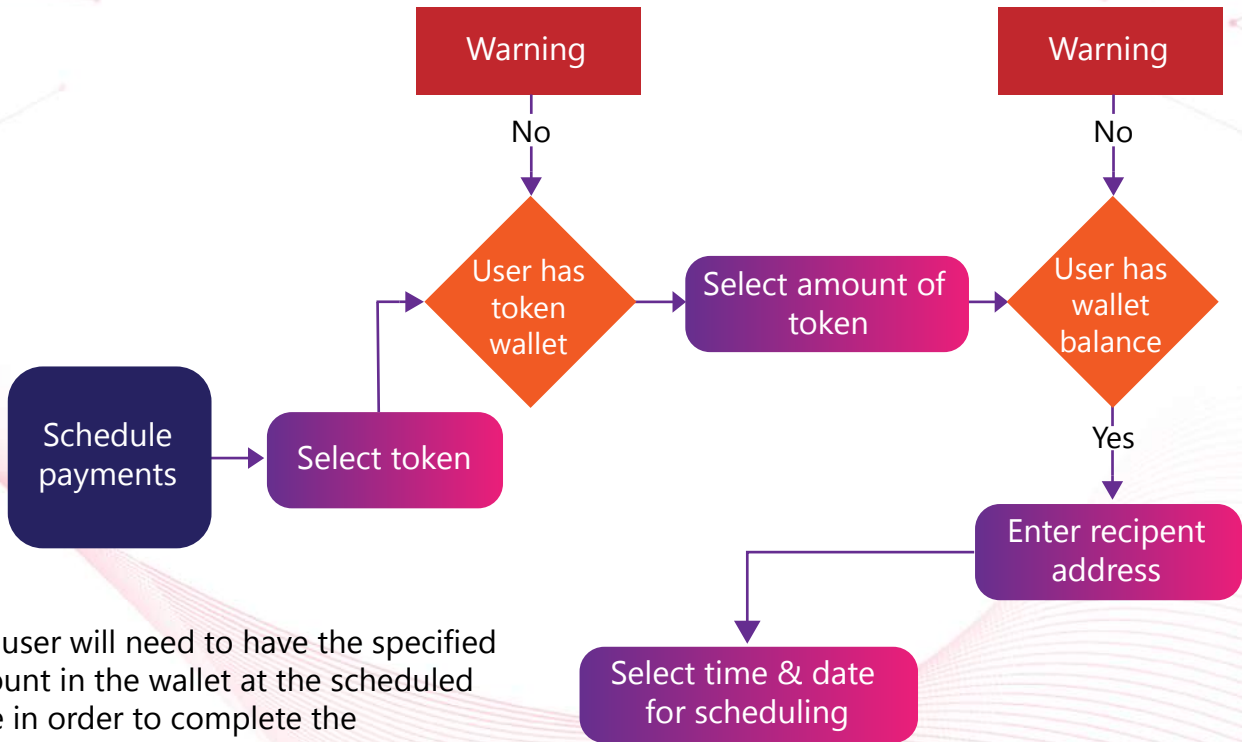 Warning
Warning
No
No
User has
token
wallet
Select amount of
token
User has
wallet
balance
Schedule
payments
Select token
Yes
Enter recipent
address
user will need to have the specified
ount in the wallet at the scheduled
e in order to complete the
Select time & date
for scheduling